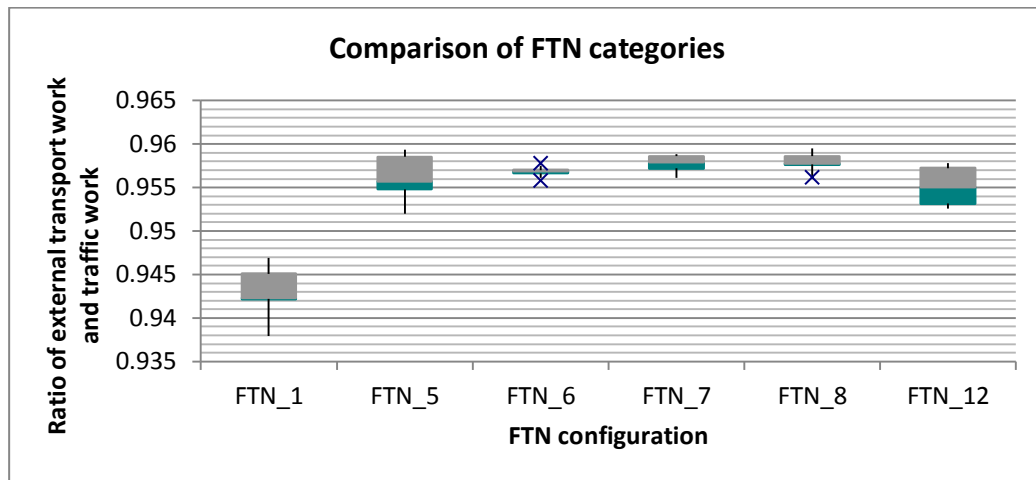 Comparison of FTN categories
Ratio of external transport work
and traffic work
0.965
0.96
0.955
0.95
0.945
0.94
0.935
FTN_1 FTN_5 FTN_6 FTN_7 FTN_8 FTN_12
FTN configuration